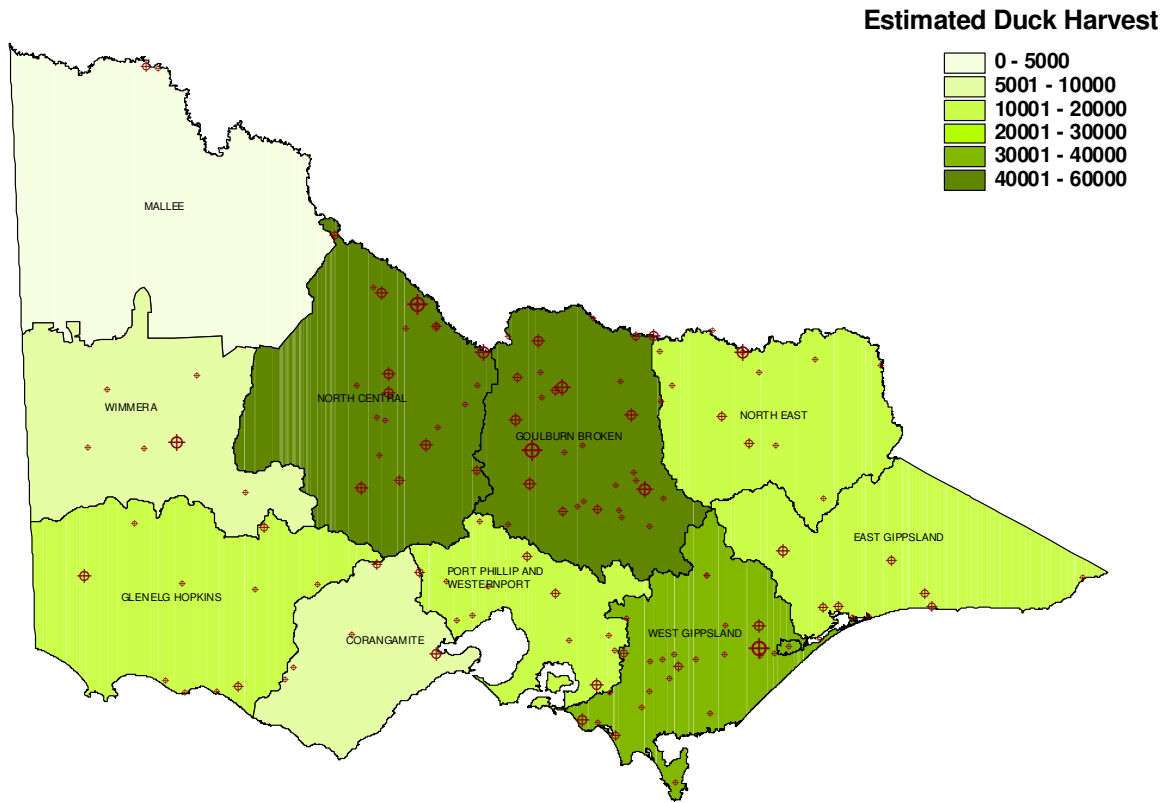 Estimated Duck Harvest
0 - 5000
5001 - 10000
10001 - 20000
20001 - 30000
30001 - 40000
40001 - 60000
MALLEE
WIMMERA
NORTH CENTRAL
GOULBURN BROKEN
NORTH EAST
EAST GIPPSLAND
GLENELG HOPKINS
PORT PHILLIP AND
WESTERNPORT
CORANGAMITE
WEST GIPPSLAND